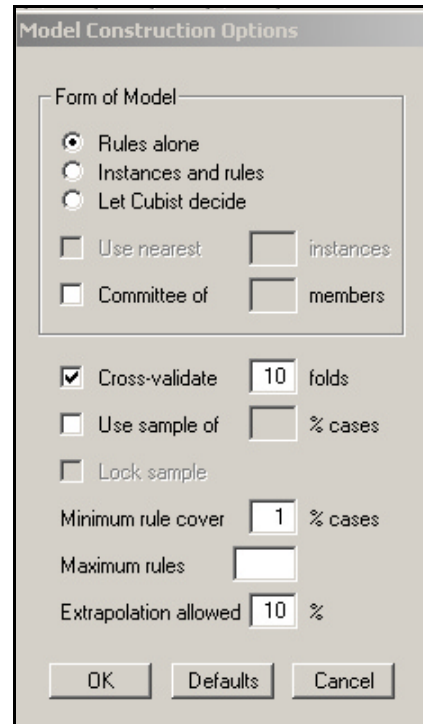 Model Construction Options
Form of Model
Rules alone
Instances and rules
Let Cubist decide
Use nearest instances
Committee of members
Cross-validate 10 folds
Use sample of % cases
Lock sample
Minimum rule cover 1 % cases
Maximum rules
Extrapolation allowed 10 %
OK Defaults Cancel